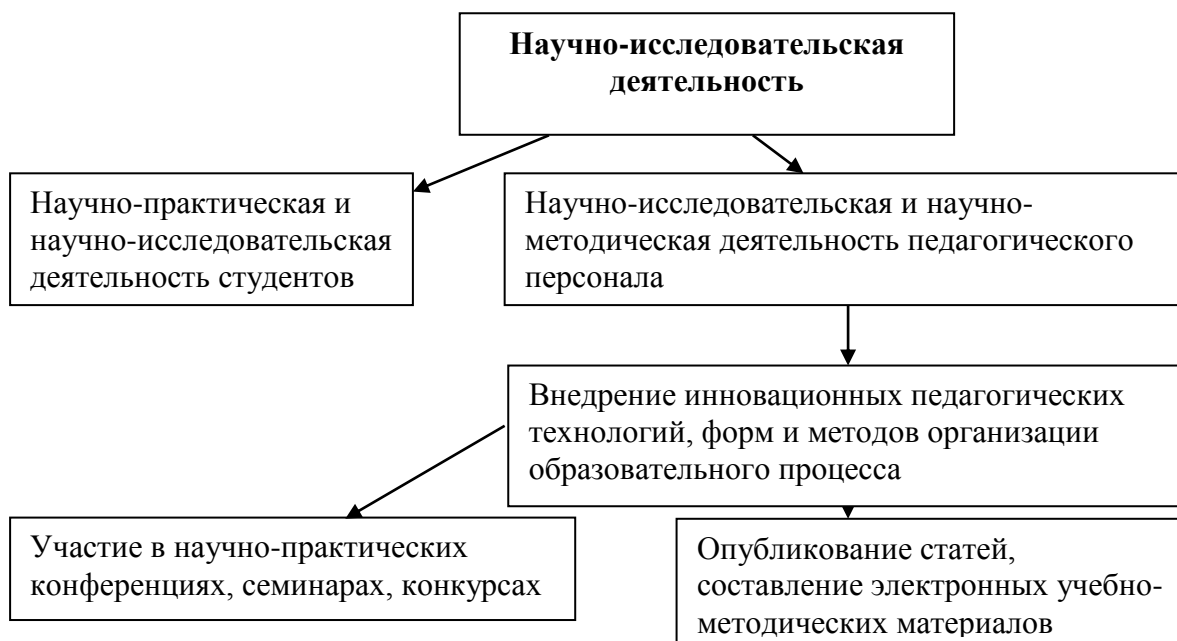 Научно-исследовательская
деятельность
Научно-практическая и
научно-исследовательская
деятельность студентов
Научно-исследовательская и научно-
методическая деятельность педагогического
персонала
Внедрение инновационных педагогических
технологий, форм и методов организации
образовательного процесса
Участие в научно-практических
конференциях, семинарах, конкурсах
Опубликование статей,
составление электронных учебно-
методических материалов